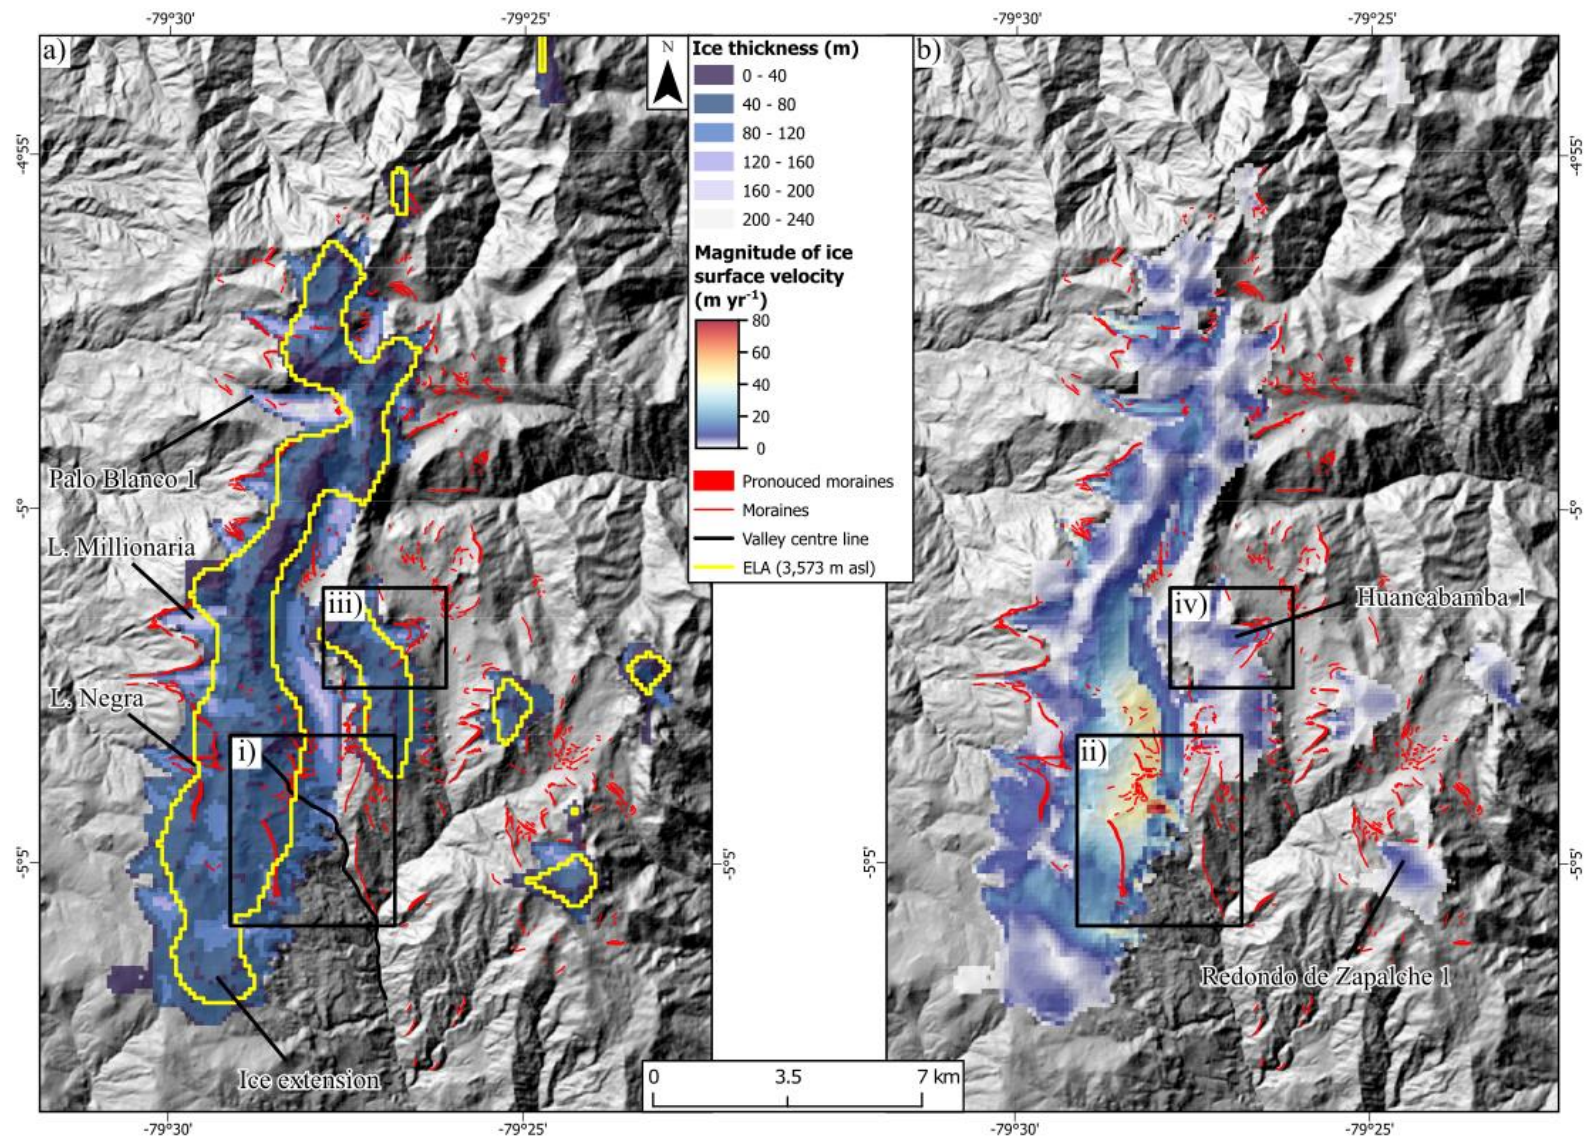 -79°30'
-79°25'
-79°30'
-79°25'
a)
N
Ice thickness (m)
0 - 40
40 - 80
80 - 120
120 - 160
160 - 200
200 - 240
Magnitude of ice
surface velocity
(m yr-1)
80
60
40
20
0
Pronouced moraines
Moraines
Valley centre line
ELA (3,573 m asl)
b)
-4°55'
-4°55'
Palo Blanco 1
-5°
-5°
L. Millionaria
iii)
iv)
Huancabamba 1
L. Negra
i)
ii)
-5°5'
-5°5'
-5°5'
Redondo de Zapalche 1
Ice extension
0
3.5
7 km
-79°30'
-79°25'
-79°30'
-79°25'